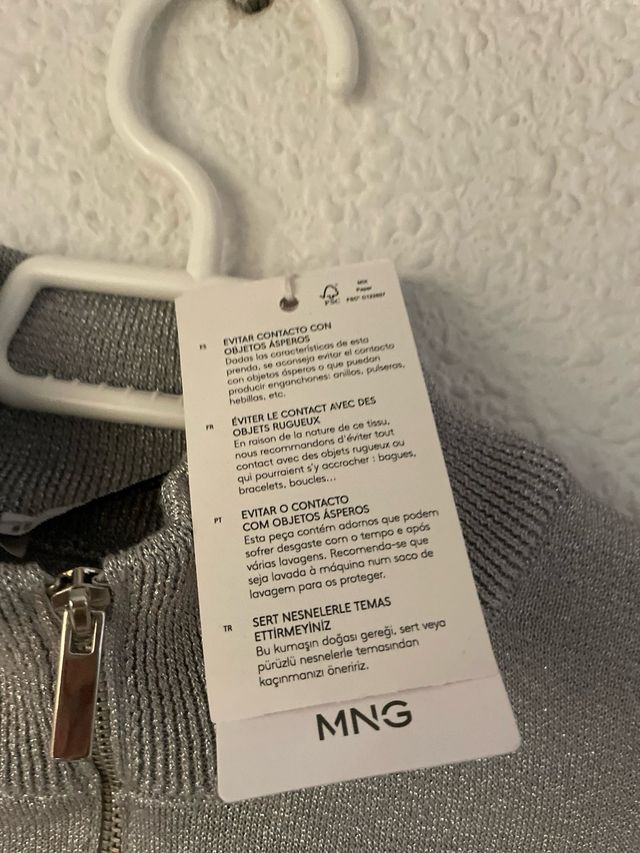 FSC
MIX
Paper
FSC® C122807
ES
EVITAR CONTACTO CON
OBJETOS ÁSPEROS
Dadas las características de esta
prenda, se aconseja evitar el contacto
con objetos ásperos o que puedan
producir enganchones: anillos, pulseras,
hebillas, etc.
FR
ÉVITER LE CONTACT AVEC DES
OBJETS RUGUEUX
En raison de la nature de ce tissu,
nous recommandons d'éviter tout
contact avec des objets rugueux ou
qui pourraient s'y accrocher : bagues,
bracelets, boucles...
PT
EVITAR O CONTACTO
COM OBJETOS ÁSPEROS
Esta peça contém adornos que podem
sofrer desgaste com o tempo e após
várias lavagens. Recomenda-se que
seja lavada à máquina num saco de
lavagem para os proteger.
TR
SERT NESNELERLE TEMAS
ETTİRMEYİNİZ
Bu kumaşın doğası gereği, sert veya
pürüzlü nesnelerle temasından
kaçınmanızı öneririz.
MNG